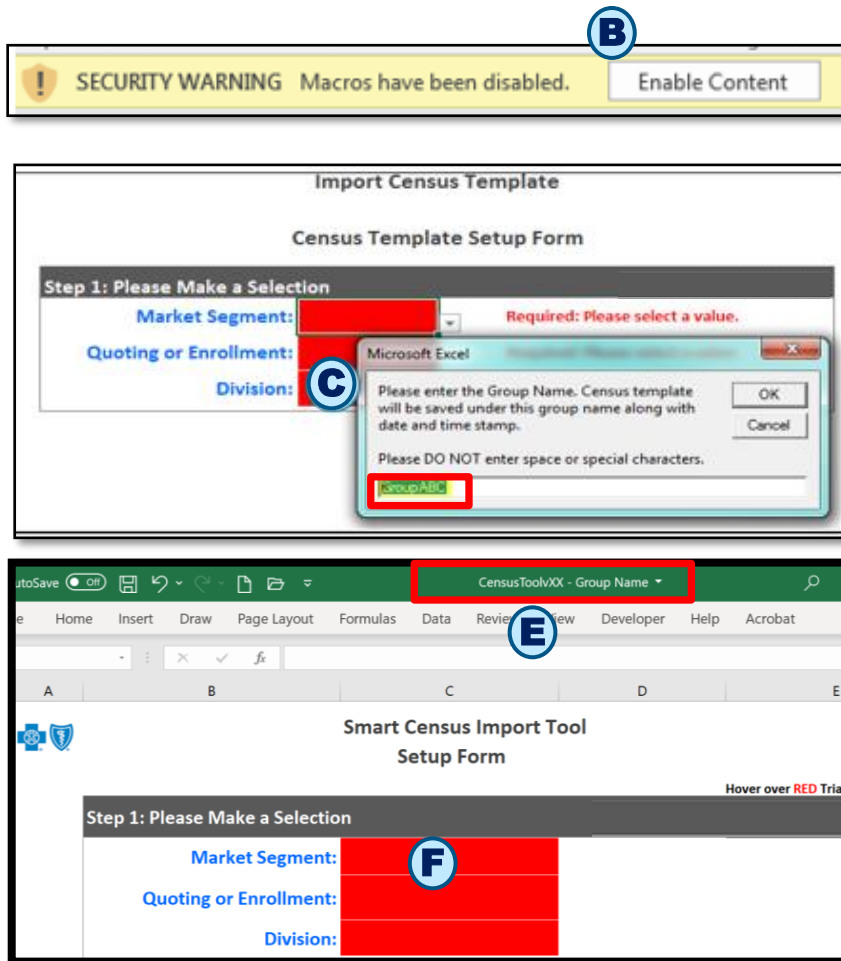 B
SECURITY WARNING Macros have been disabled. Enable Content
Import Census Template
Census Template Setup Form
Step 1: Please Make a Selection
Market Segment:
Required: Please select a value.
Quoting or Enrollment:
Microsoft Excel
Division:
C
Please enter the Group Name. Census template
will be saved under this group name along with
date and time stamp.
OK
Cancel
Please DO NOT enter space or special characters.
GroupABC
utoSave Off CensusToolvXX - Group Name
e Home Insert Draw Page Layout Formulas Data Review View Developer Help Acrobat
E
fx
A B C D E
Smart Census Import Tool
Setup Form
Hover over RED Tria
Step 1: Please Make a Selection
Market Segment:
F
Quoting or Enrollment:
Division: